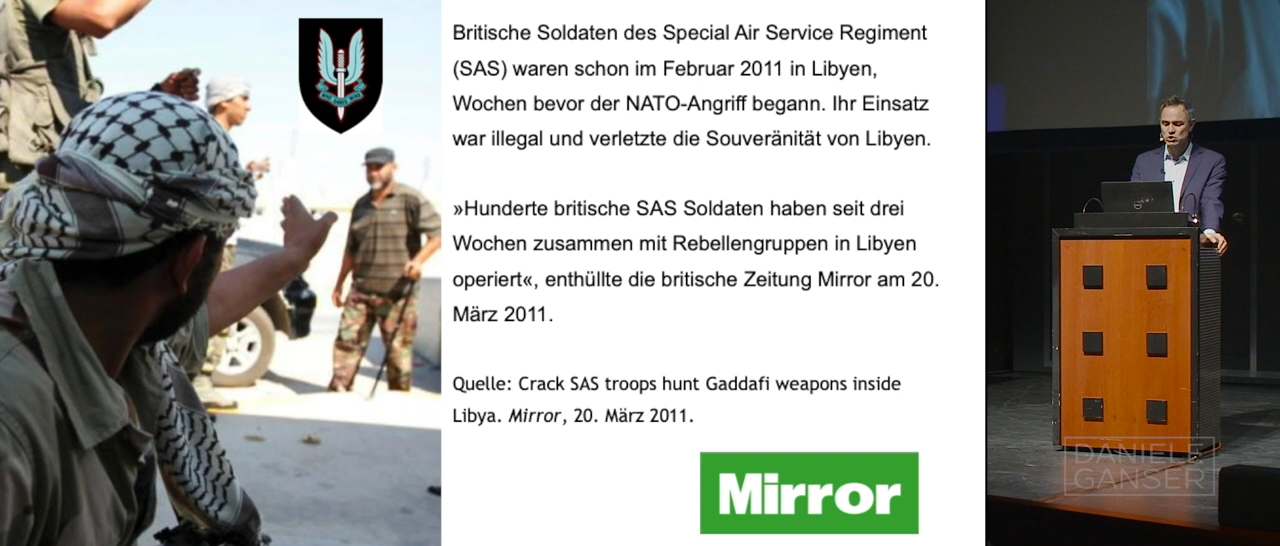 Britische Soldaten des Special Air Service Regiment
(SAS) waren schon im Februar 2011 in Libyen,
Wochen bevor der NATO-Angriff begann. Ihr Einsatz
war illegal und verletzte die Souveränität von Libyen.
»Hunderte britische SAS Soldaten haben seit drei
Wochen zusammen mit Rebellengruppen in Libyen
operiert«, enthüllte die britische Zeitung Mirror am 20.
März 2011.
Quelle: Crack SAS troops hunt Gaddafi weapons inside
Libya. Mirror, 20. März 2011.
Mirror
DANIELE
GANSER